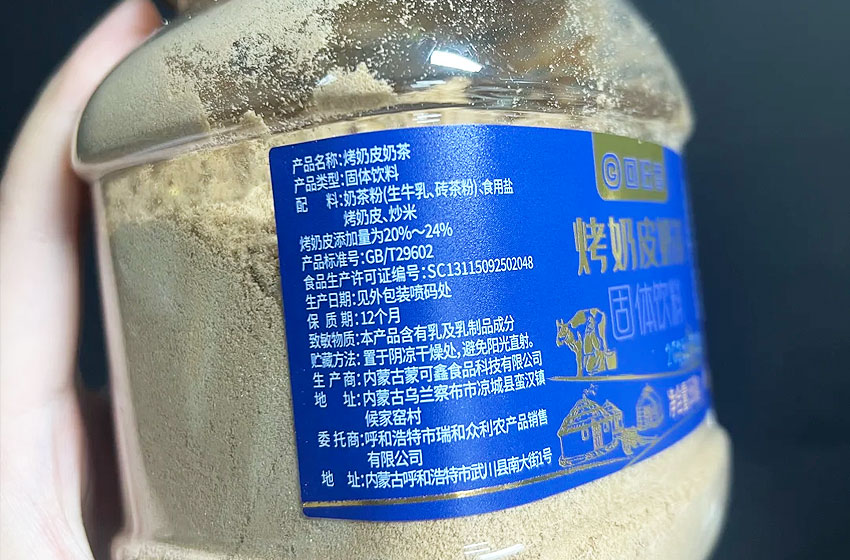 产品名称:烤奶皮奶茶
产品类型:固体饮料
配 料:奶茶粉(生牛乳、砖茶粉)、食用盐
烤奶皮、炒米
烤奶皮添加量为20%～24%
产品标准号:GB/T29602
食品生产许可证编号:SC13115092502048
生产日期:见外包装喷码处
保 质 期:12个月
致敏物质:本产品含有乳及乳制品成分
贮藏方法:置于阴凉干燥处,避免阳光直射。
生 产 商:内蒙古蒙可鑫食品科技有限公司
地 址:内蒙古乌兰察布市凉城县蛮汉镇
候家窑村
委 托 商:呼和浩特市瑞和众利农产品销售
有限公司
地 址:内蒙古呼和浩特市武川县南大街1号
烤奶皮奶
固体饮料